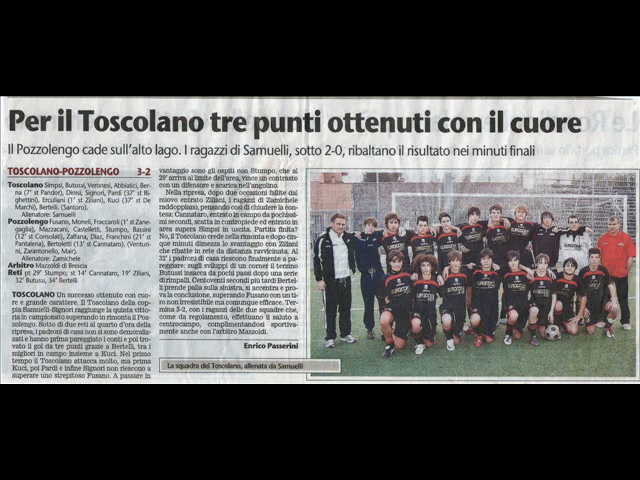 Per il Toscolano tre punti ottenuti con il cuore
Il Pozzolengo cade sull'alto lago. I ragazzi di Samuelli, sotto 2-0, ribaltano il risultato nei minuti finali
TOSCOLANO-POZZOLENGO 3-2
Toscolano Simpsi, Butussi, Veronesi, Abbiatici, Ber-
na (7' st Pandor), Dinisi, Signori, Pardi (37' st Ri-
ghettini), Erculiani (1' st Ziliani), Kuci (37' st De
Marchi), Bertelli. (Santoro).
Allenatore: Samuelli
Pozzolengo Fusano, Moneli, Fraccaroli (1' st Zane-
gaglia), Mazzacani, Castelletti, Stumpo, Bassini
(12' st Consolati), Zaffana, Diaz, Franchini (21' st
Pantalena), Bertoletti (13' st Cannataro). (Venturi-
ni, Zarantonello, Mair).
Allenatore: Zamichele
Arbitro Mazzoldi di Brescia
Reti pt 29' Stumpo; st 14' Cannataro, 19' Ziliani,
32' Butussi, 34' Bertelli
TOSCOLANO Un successo ottenuto con cuo-
re e grande carattere. Il Toscolano della cop-
pia Samuelli-Signori raggiunge la quinta vitto-
ria in campionato superando in rimonta il Poz-
zolengo. Sotto di due reti al quarto d'ora della
ripresa, i padroni di casa non si sono demoraliz-
zati e hanno prima pareggiato i conti e poi tro-
vato il gol da tre punti grazie a Bertelli, tra i
migliori in campo insieme a Kuci. Nel primo
tempo il Toscolano attacca molto, ma prima
Kuci, poi Pardi e infine Signori non riescono a
superare uno strepitoso Fusano. A passare in
vantaggio sono gli ospiti con Stumpo, che al
29' arriva al limite dell'area, vince un contrasto
con un difensore e scarica nell'angolino.
Nella ripresa, dopo due occasioni fallite dal
nuovo entrato Ziliani, i ragazzi di Zamichele
raddoppiano, pensando così di chiudere la con-
tesa: Cannataro, entrato in campo da pochissi-
mi secondi, scatta in contropiede ed entrato in
area supera Simpsi in uscita. Partita finita?
No, il Toscolano crede nella rimonta e dopo cin-
que minuti dimezza lo svantaggio con Ziliani
che ribatte in rete da distanza ravvicinata. Al
32' i padroni di casa riescono finalmente a pa-
reggiare: sugli sviluppi di un corner il terzino
Butussi insacca da pochi passi dopo una serie
di rimpalli. Centoventi secondi più tardi Bertel-
li prende palla sulla sinistra, si accentra e pro-
va la conclusione, superando Fusano con un ti-
ro non irresistibile ma comunque efficace. Termina
3-2, con i ragazzi delle due squadre che,
come da regolamento, effettuano il saluto a
centrocampo, complimentandosi sportiva-
mente anche con l'arbitro Mazzoldi.
Enrico Passerini
La squadra del Toscolano, allenata da Samuelli